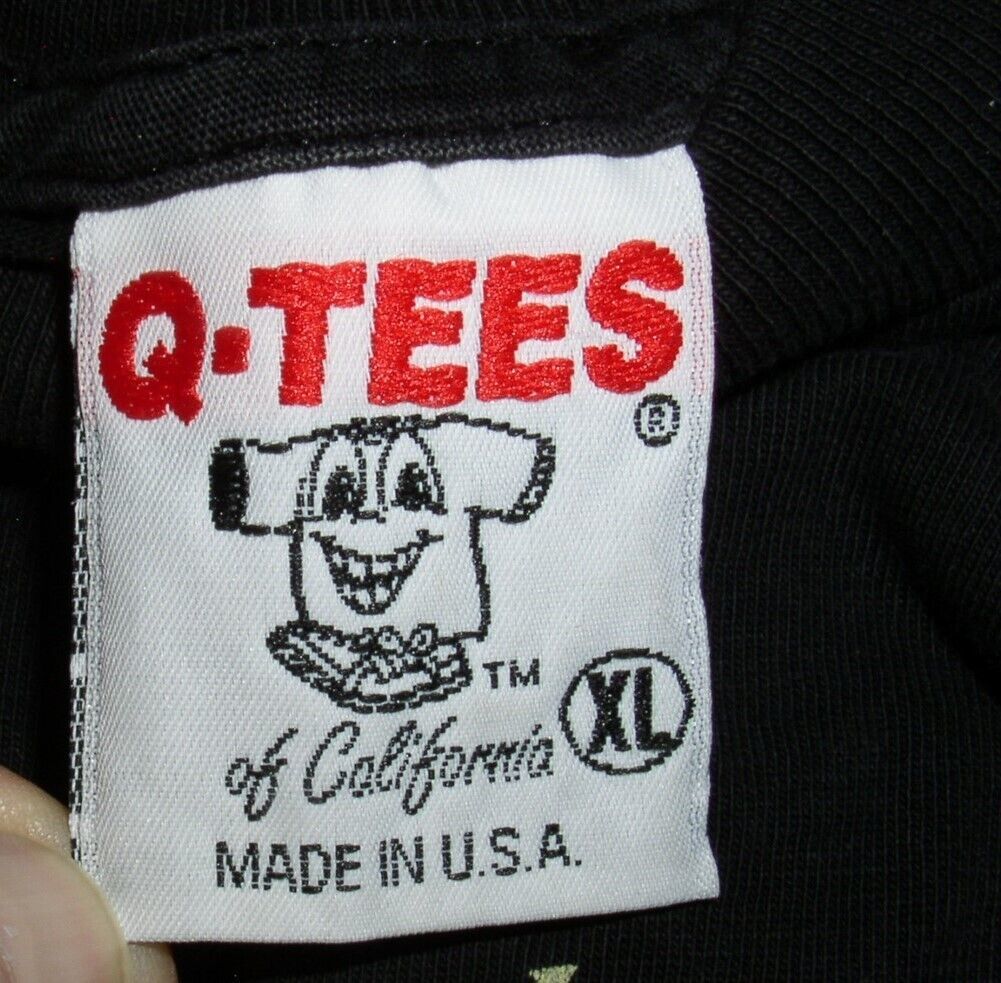 Q-TEES
®
TM
XL
of California
MADE IN U.S.A.